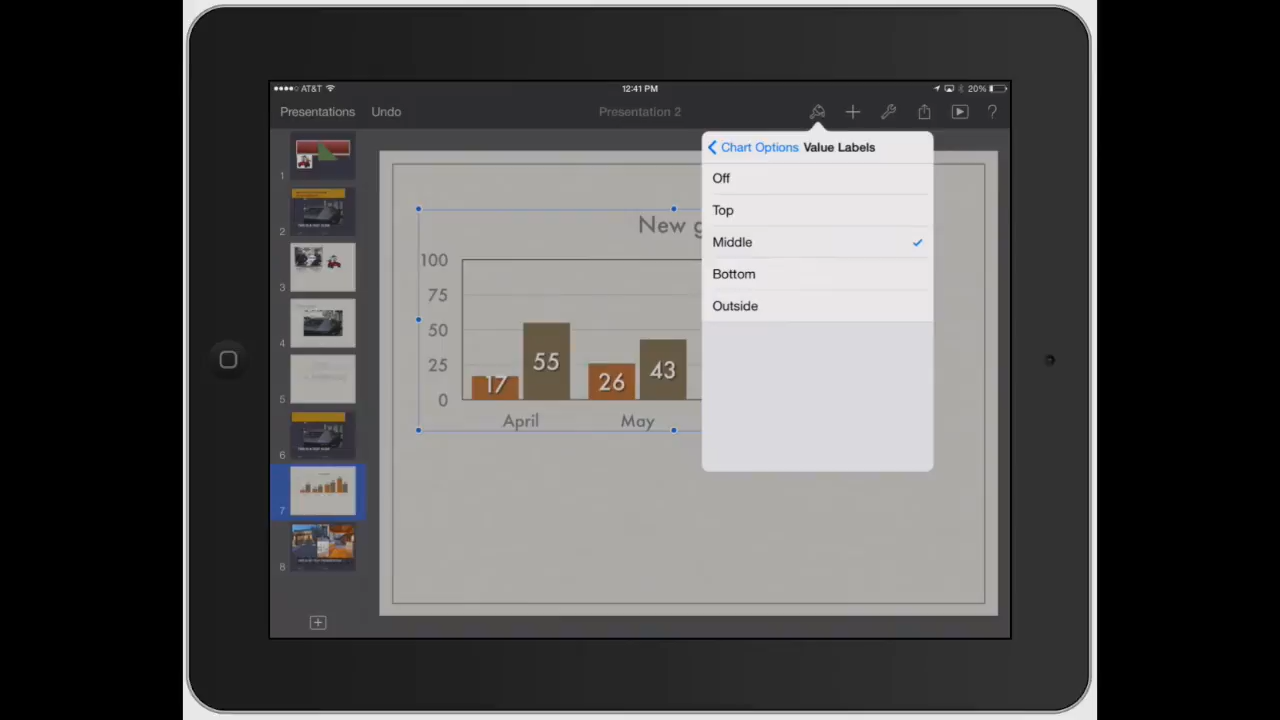 AT&T 12:41 PM 20%
Presentations Undo Presentation 2 ?
Chart Options Value Labels
Off
Top
Middle
Bottom
Outside
New g
100
75
50
25
0
17 55 26 43
April May
1
2
3
4
5
6
7
8